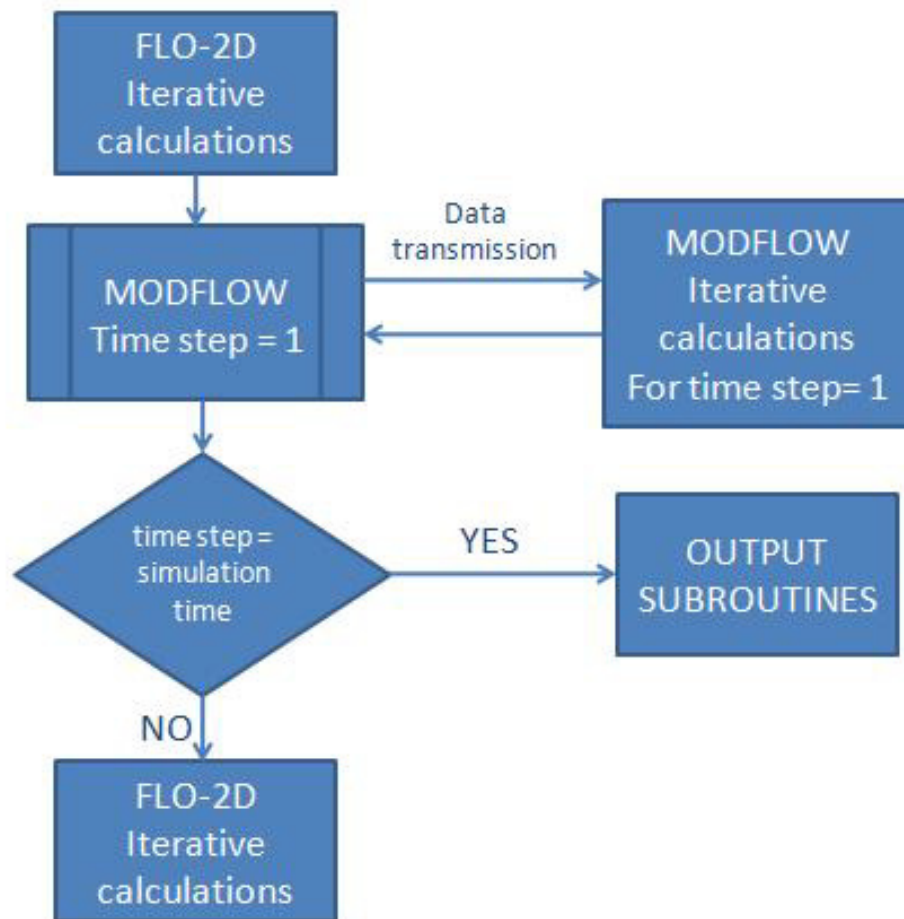 FLO-2D
Iterative
calculations
Data
transmission
MODFLOW
Time step = 1
MODFLOW
Iterative
calculations
For time step= 1
time step =
simulation
time
YES
OUTPUT
SUBROUTINES
NO
FLO-2D
Iterative
calculations